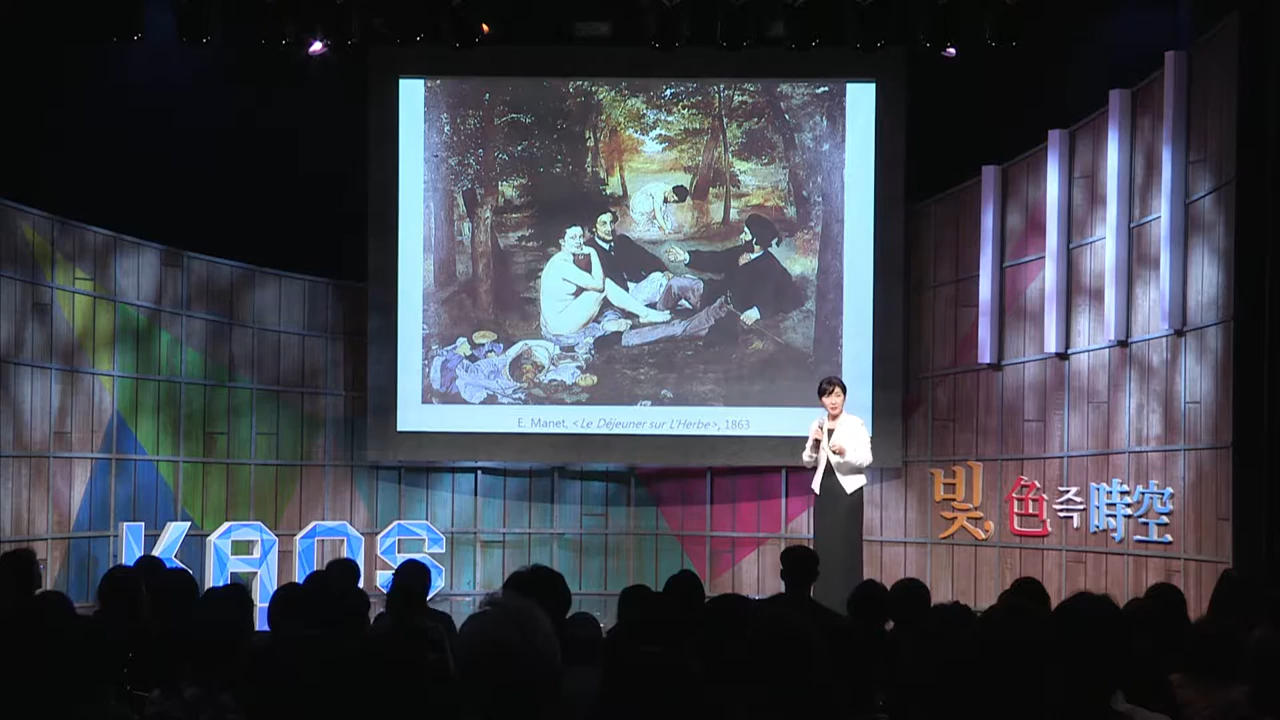 E. Manet, <Le Déjeuner sur L'Herbe>, 1863
빛, 色즉時空
KAOS